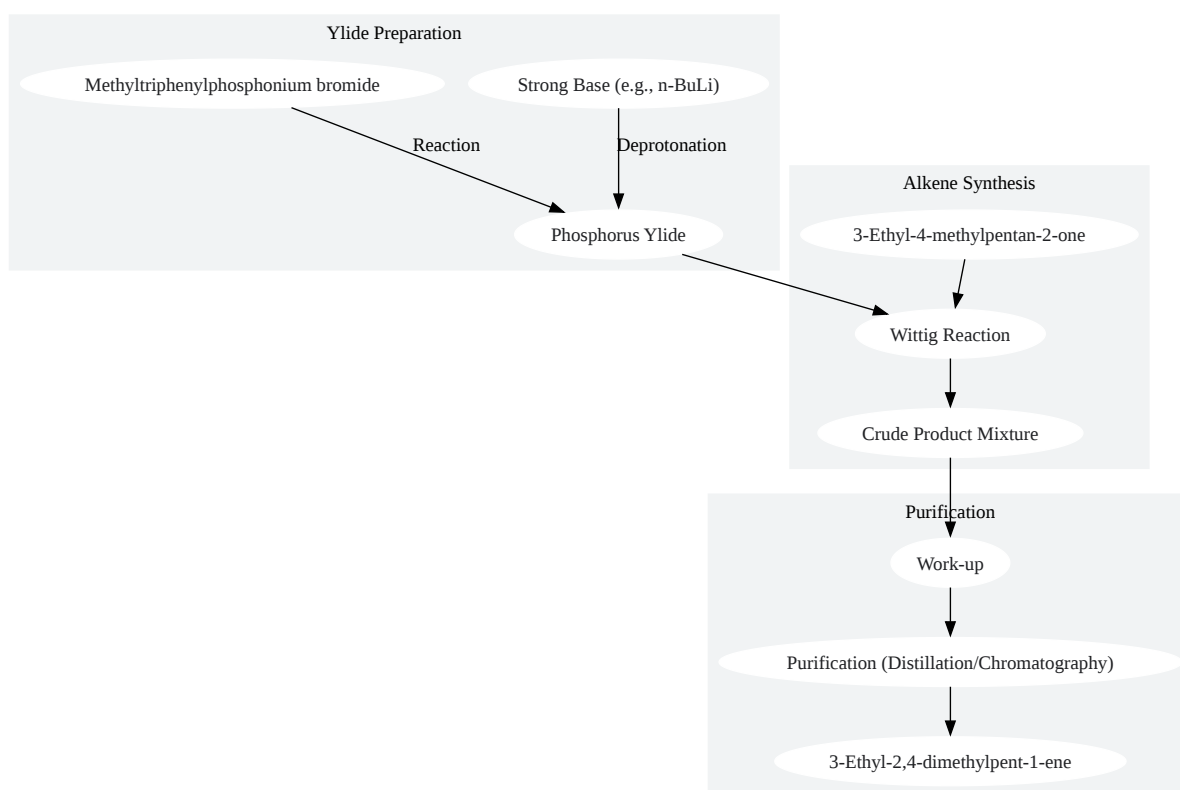 Ylide Preparation
Methyltriphenylphosphonium bromide
Strong Base (e.g., n-BuLi)
Reaction
Deprotonation
Phosphorus Ylide
Alkene Synthesis
3-Ethyl-4-methylpentan-2-one
Wittig Reaction
Crude Product Mixture
Purification
Work-up
Purification (Distillation/Chromatography)
3-Ethyl-2,4-dimethylpent-1-ene